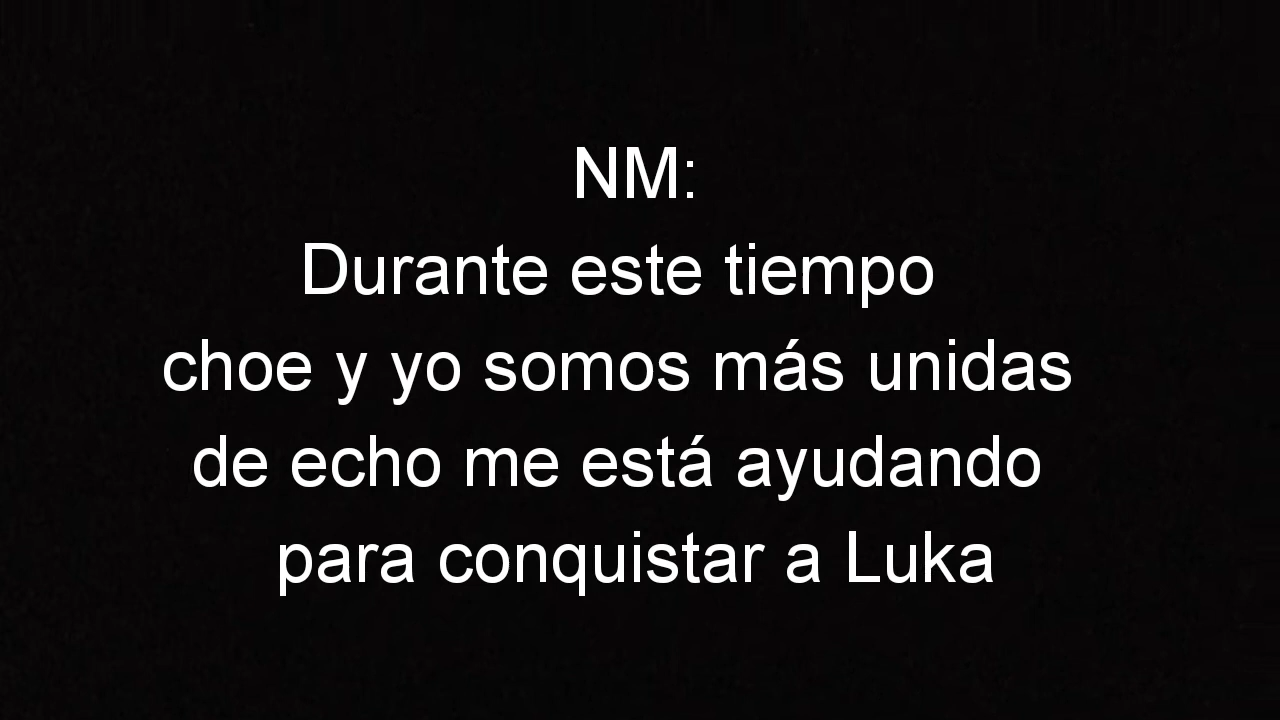 NM:
Durante este tiempo
choe y yo somos más unidas
de echo me está ayudando
para conquistar a Luka